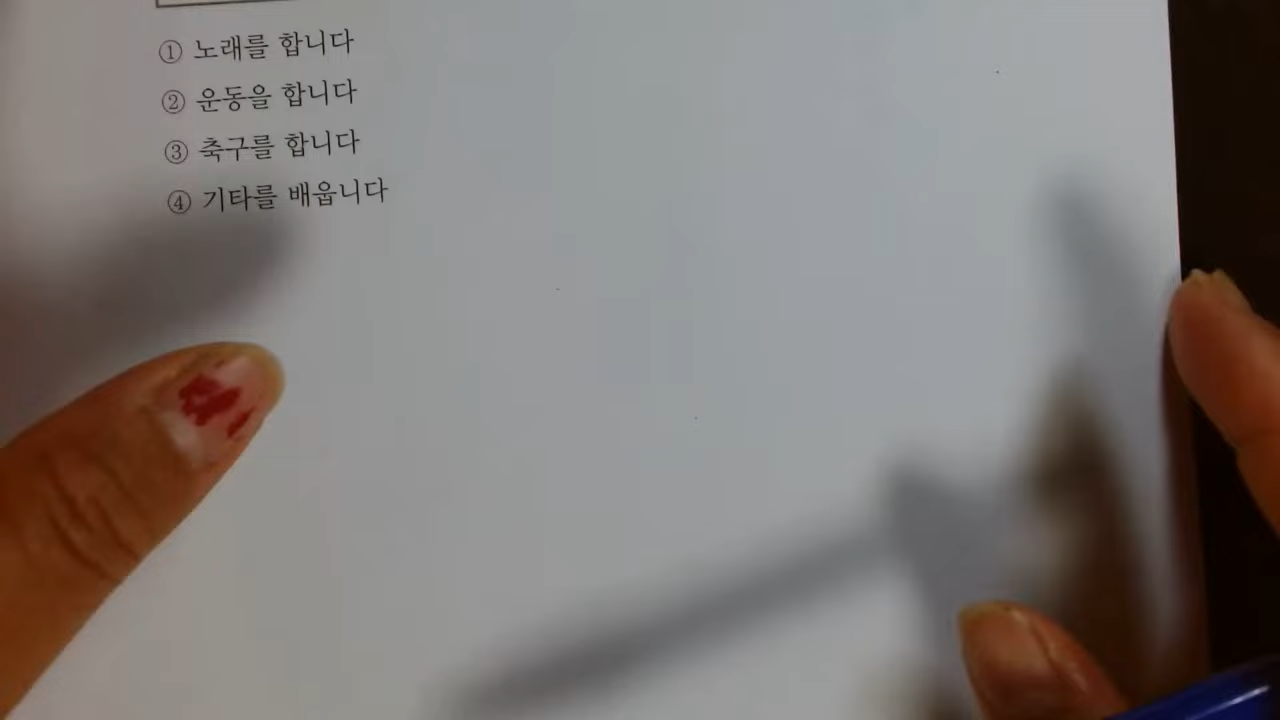 ① 노래를 합니다
② 운동을 합니다
③ 축구를 합니다
④ 기타를 배웁니다